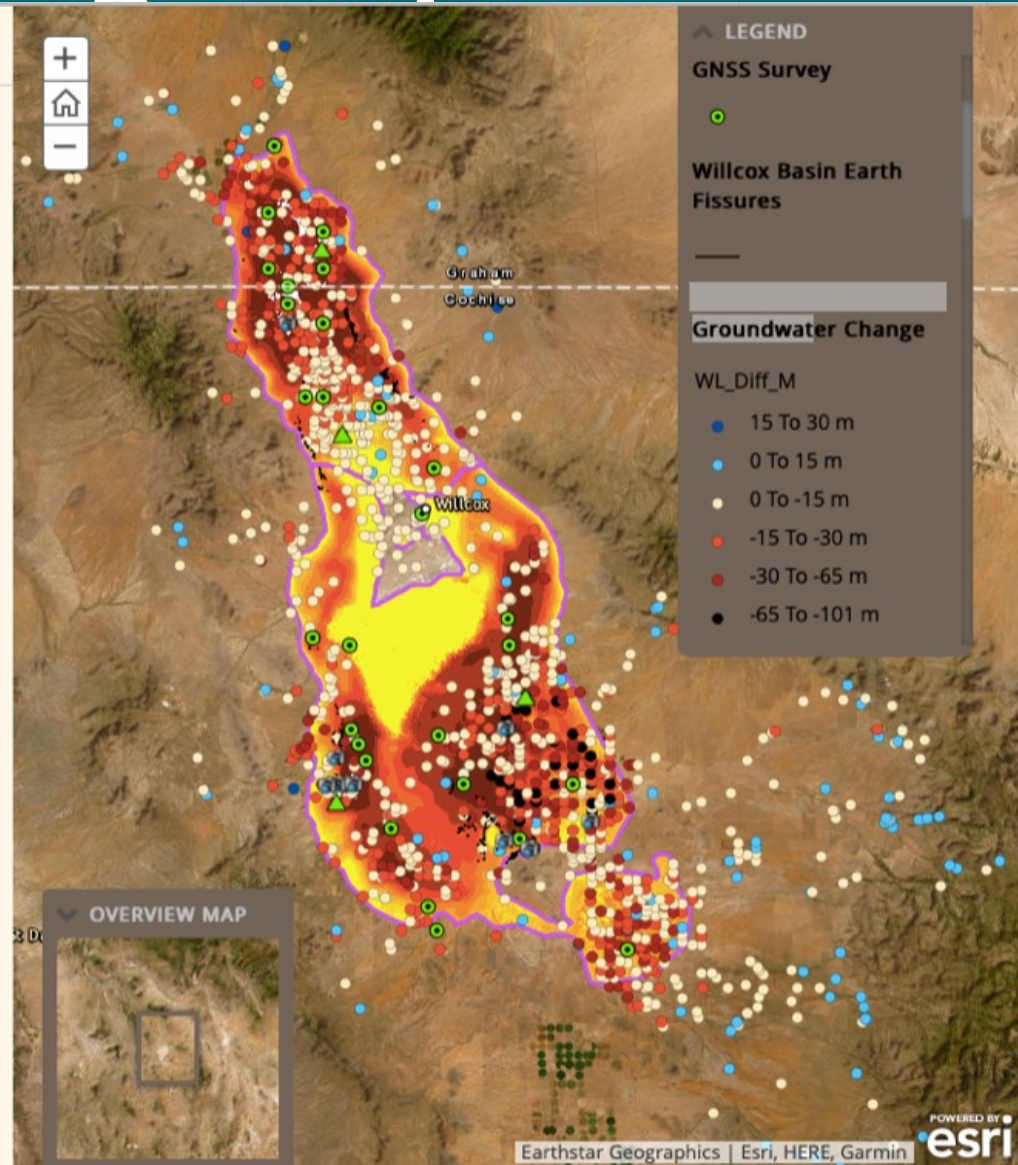 +
−
LEGEND
GNSS Survey
Willcox Basin Earth
Fissures
Groundwater Change
WL_Diff_M
15 To 30 m
0 To 15 m
0 To -15 m
-15 To -30 m
-30 To -65 m
-65 To -101 m
Graham
Cochise
Willcox
OVERVIEW MAP
Earthstar Geographics | Esri, HERE, Garmin
POWERED BY
esri